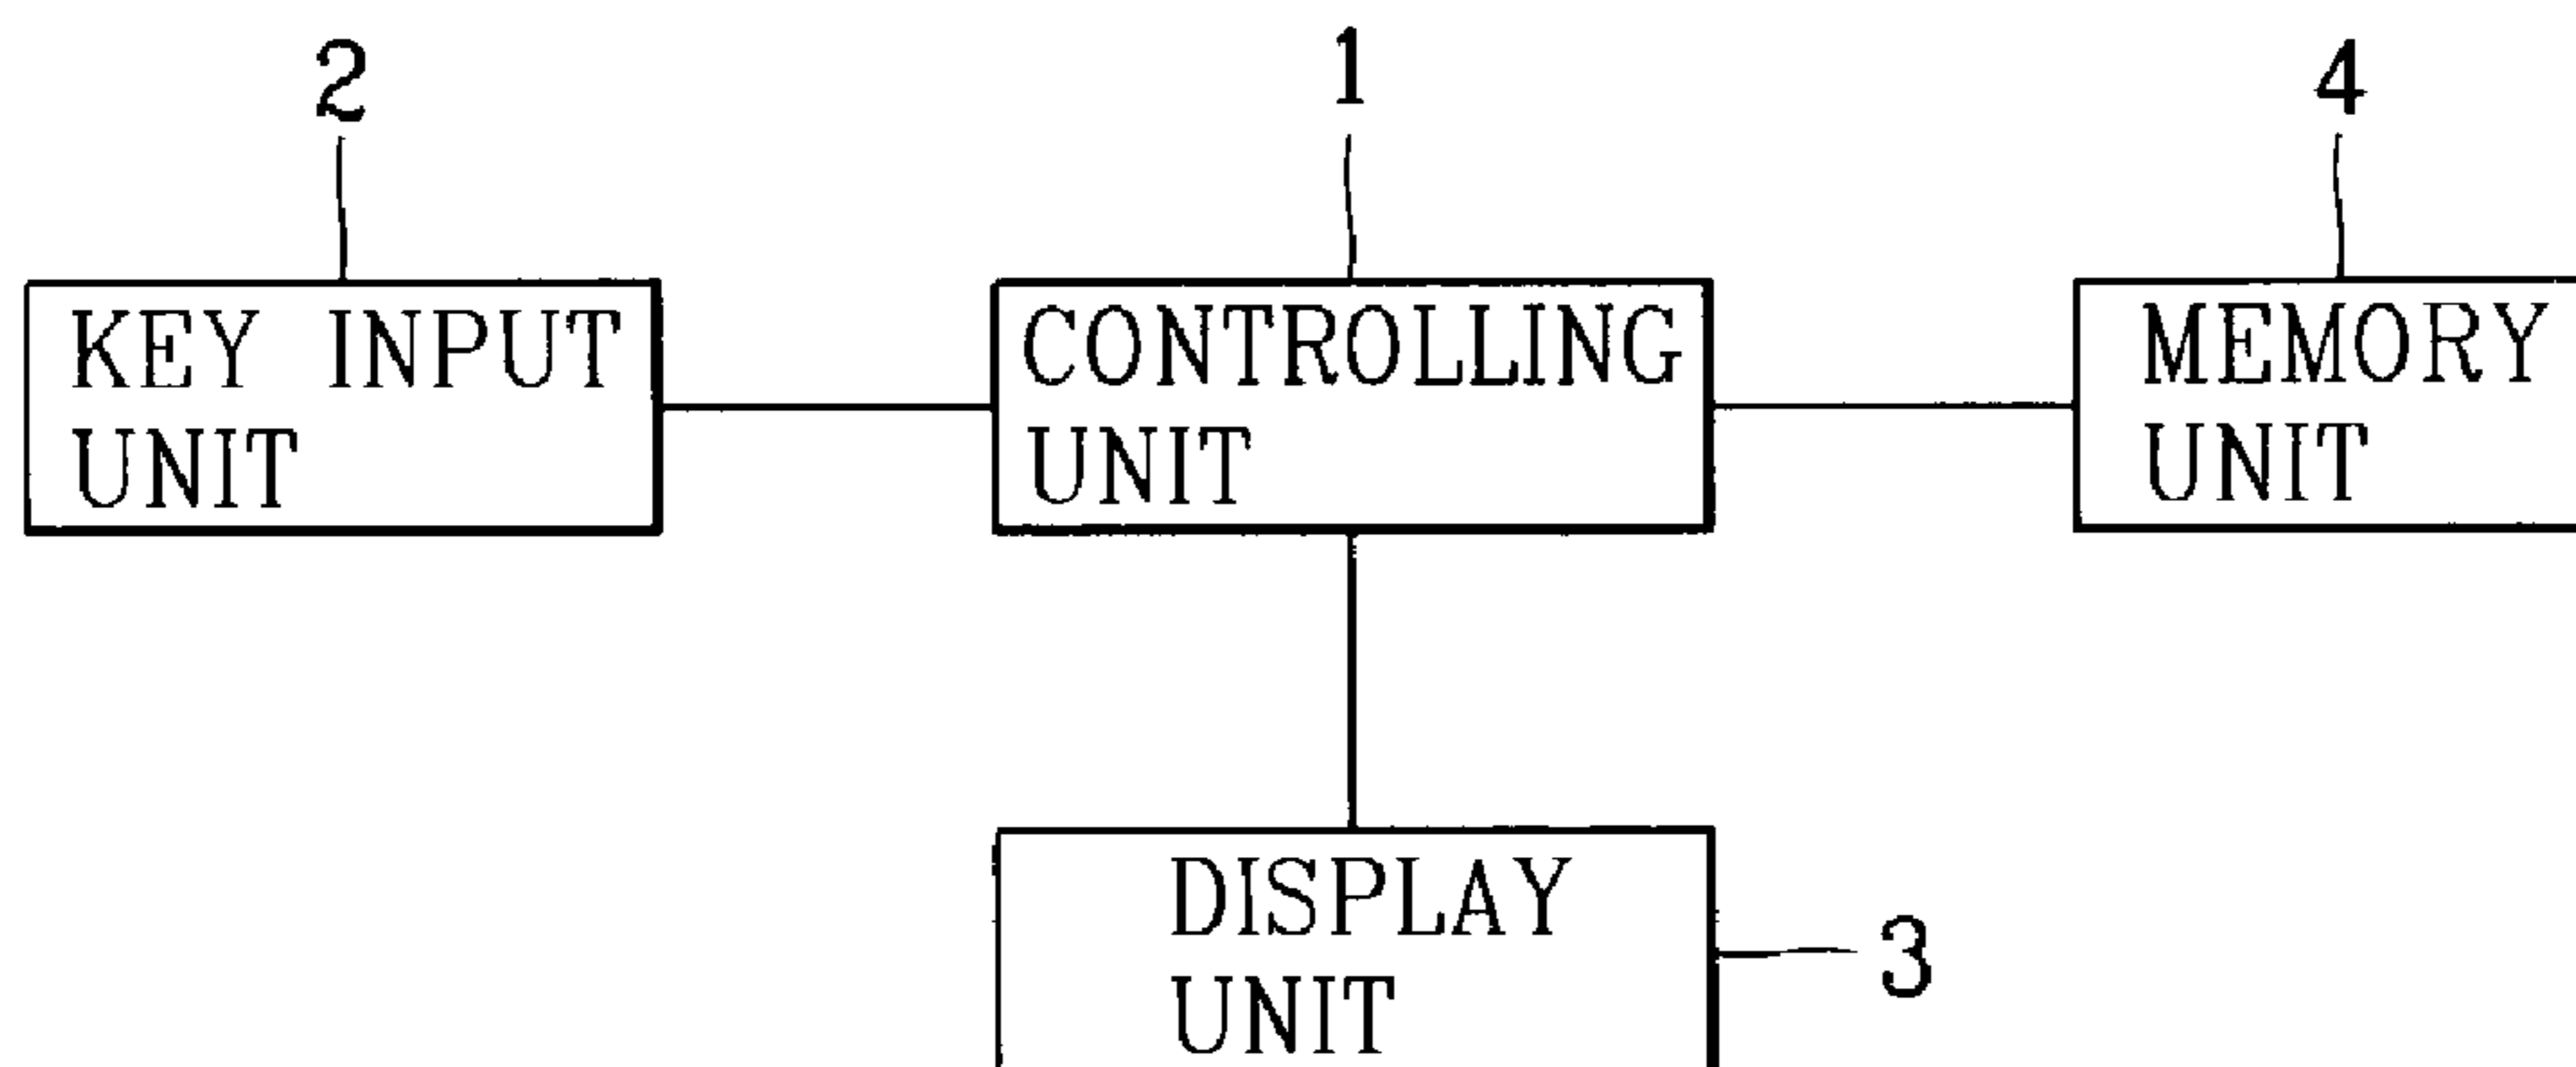 2
1
4
KEY INPUT
UNIT
CONTROLLING
UNIT
MEMORY
UNIT
DISPLAY
UNIT
3